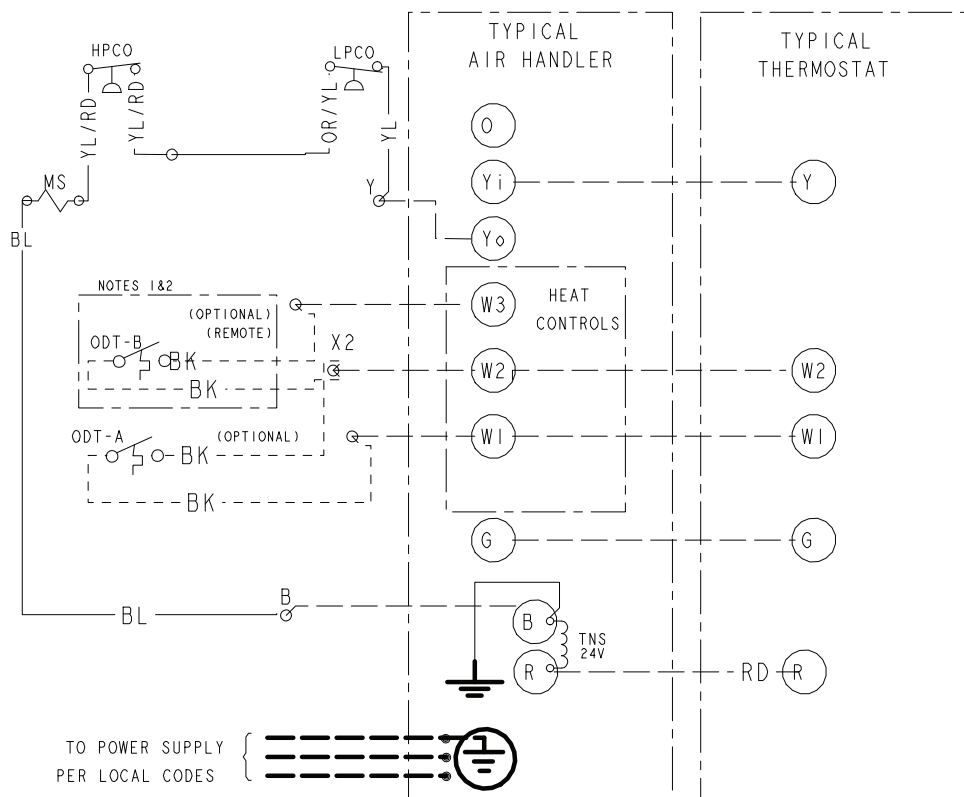 TYPICAL
AIR HANDLER
TYPICAL
THERMOSTAT
HPCO
LPCO
YL/RD
YL/RD
OR/YL
YL
O
Yi
Y
MS
Y
BL
Yo
NOTES 1&2
(OPTIONAL)
(REMOTE)
W3
HEAT
CONTROLS
ODT-B
BK
X2
BK
W2
W2
ODT-A
(OPTIONAL)
W1
W1
BK
BK
G
G
B
BL
B
TNS
24V
R
RD
R
TO POWER SUPPLY
PER LOCAL CODES